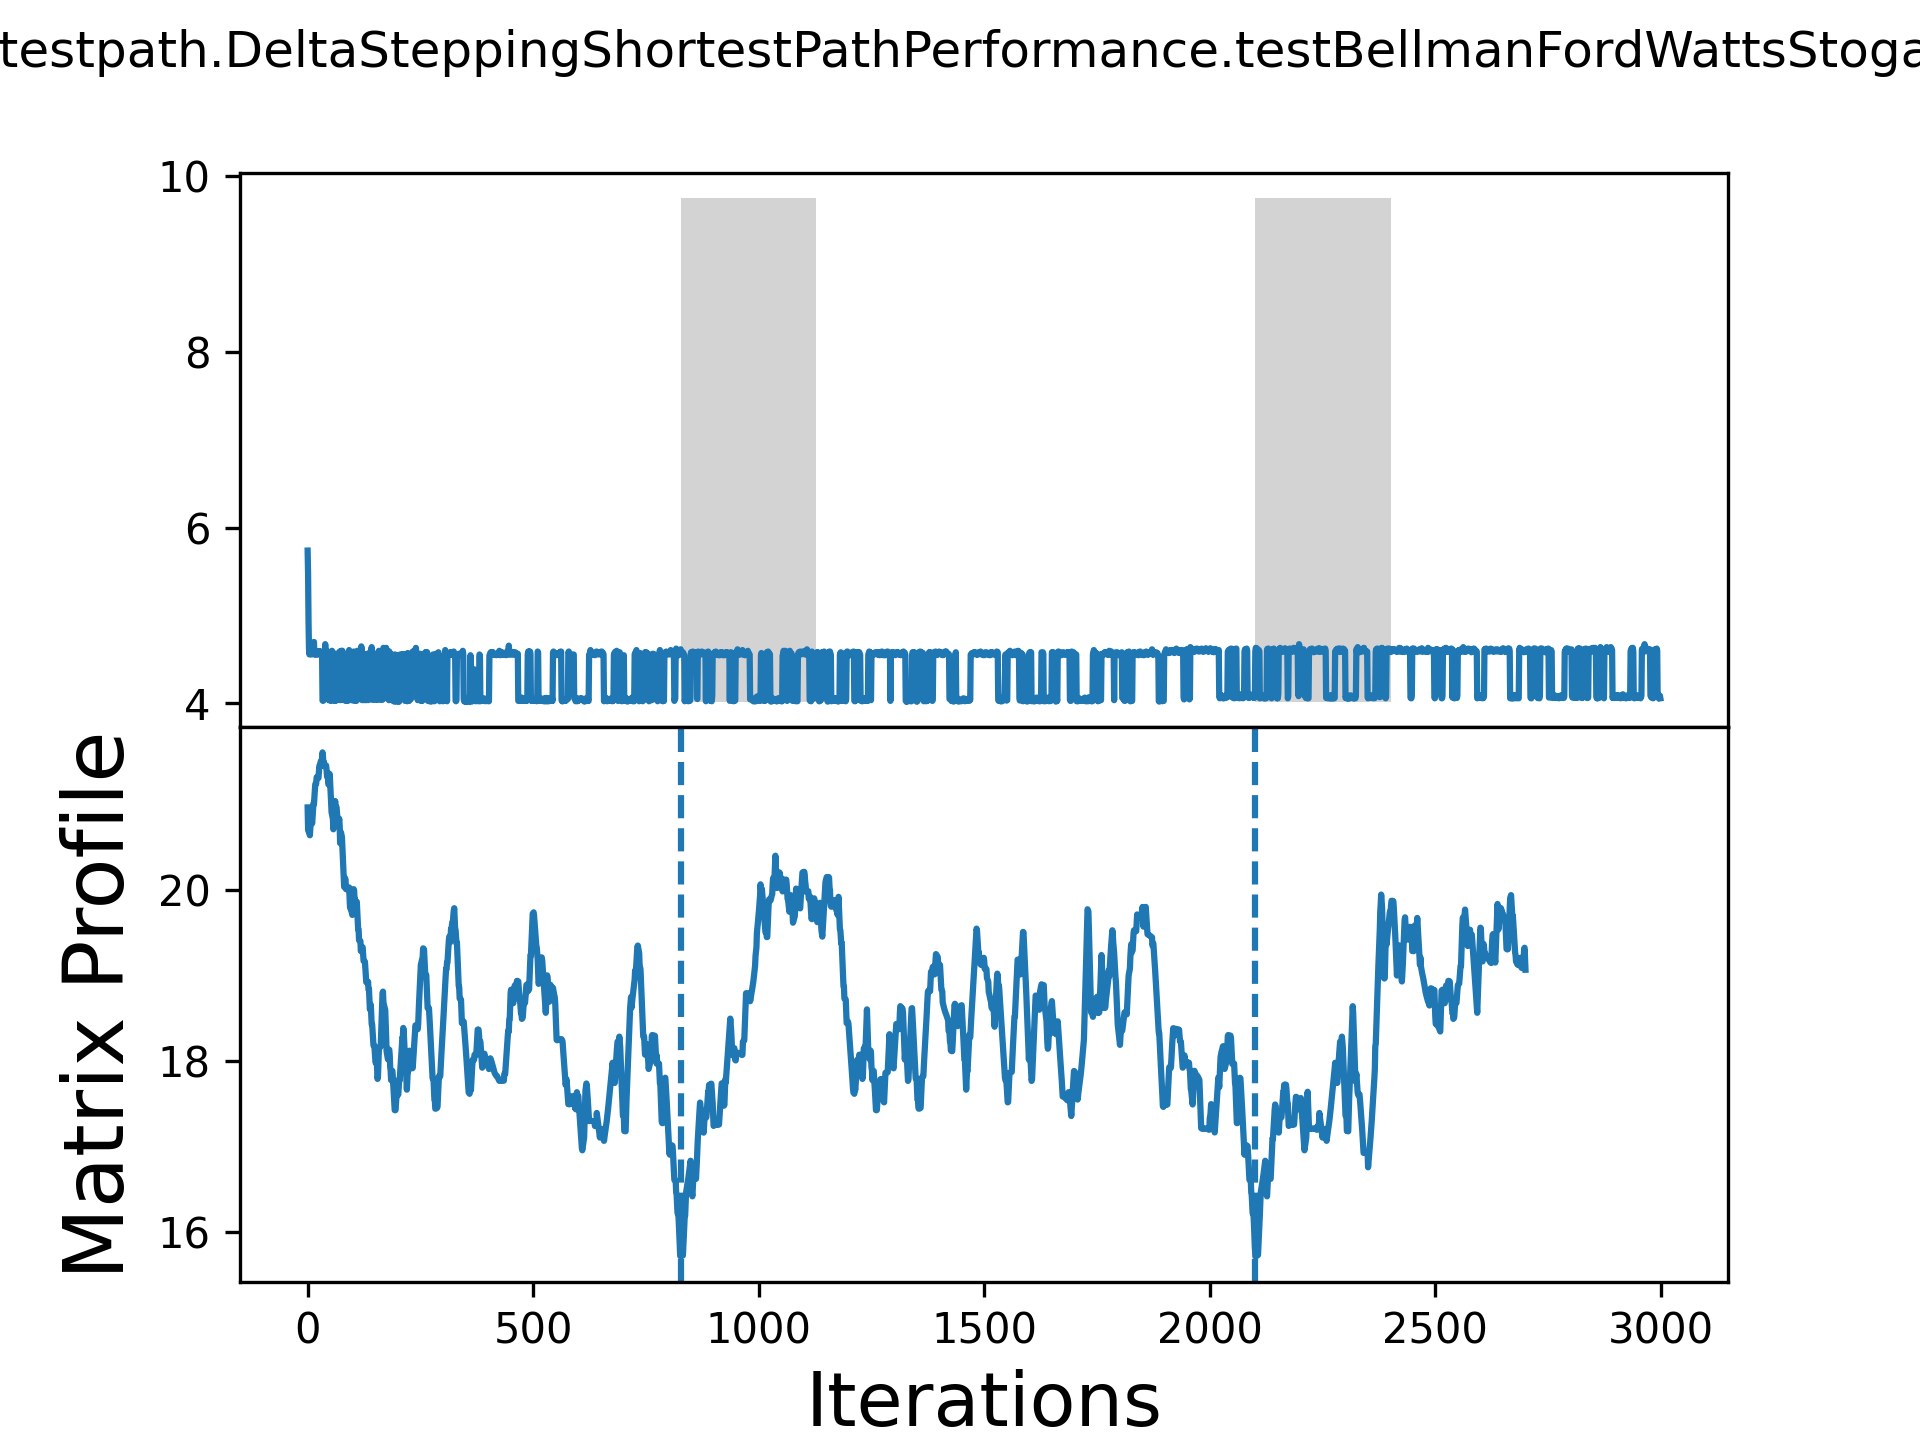 testpath.DeltaSteppingShortestPathPerformance.testBellmanFordWattsStoga
10
8
6
4
Matrix Profile
20
18
16
0 500 1000 1500 2000 2500 3000
Iterations